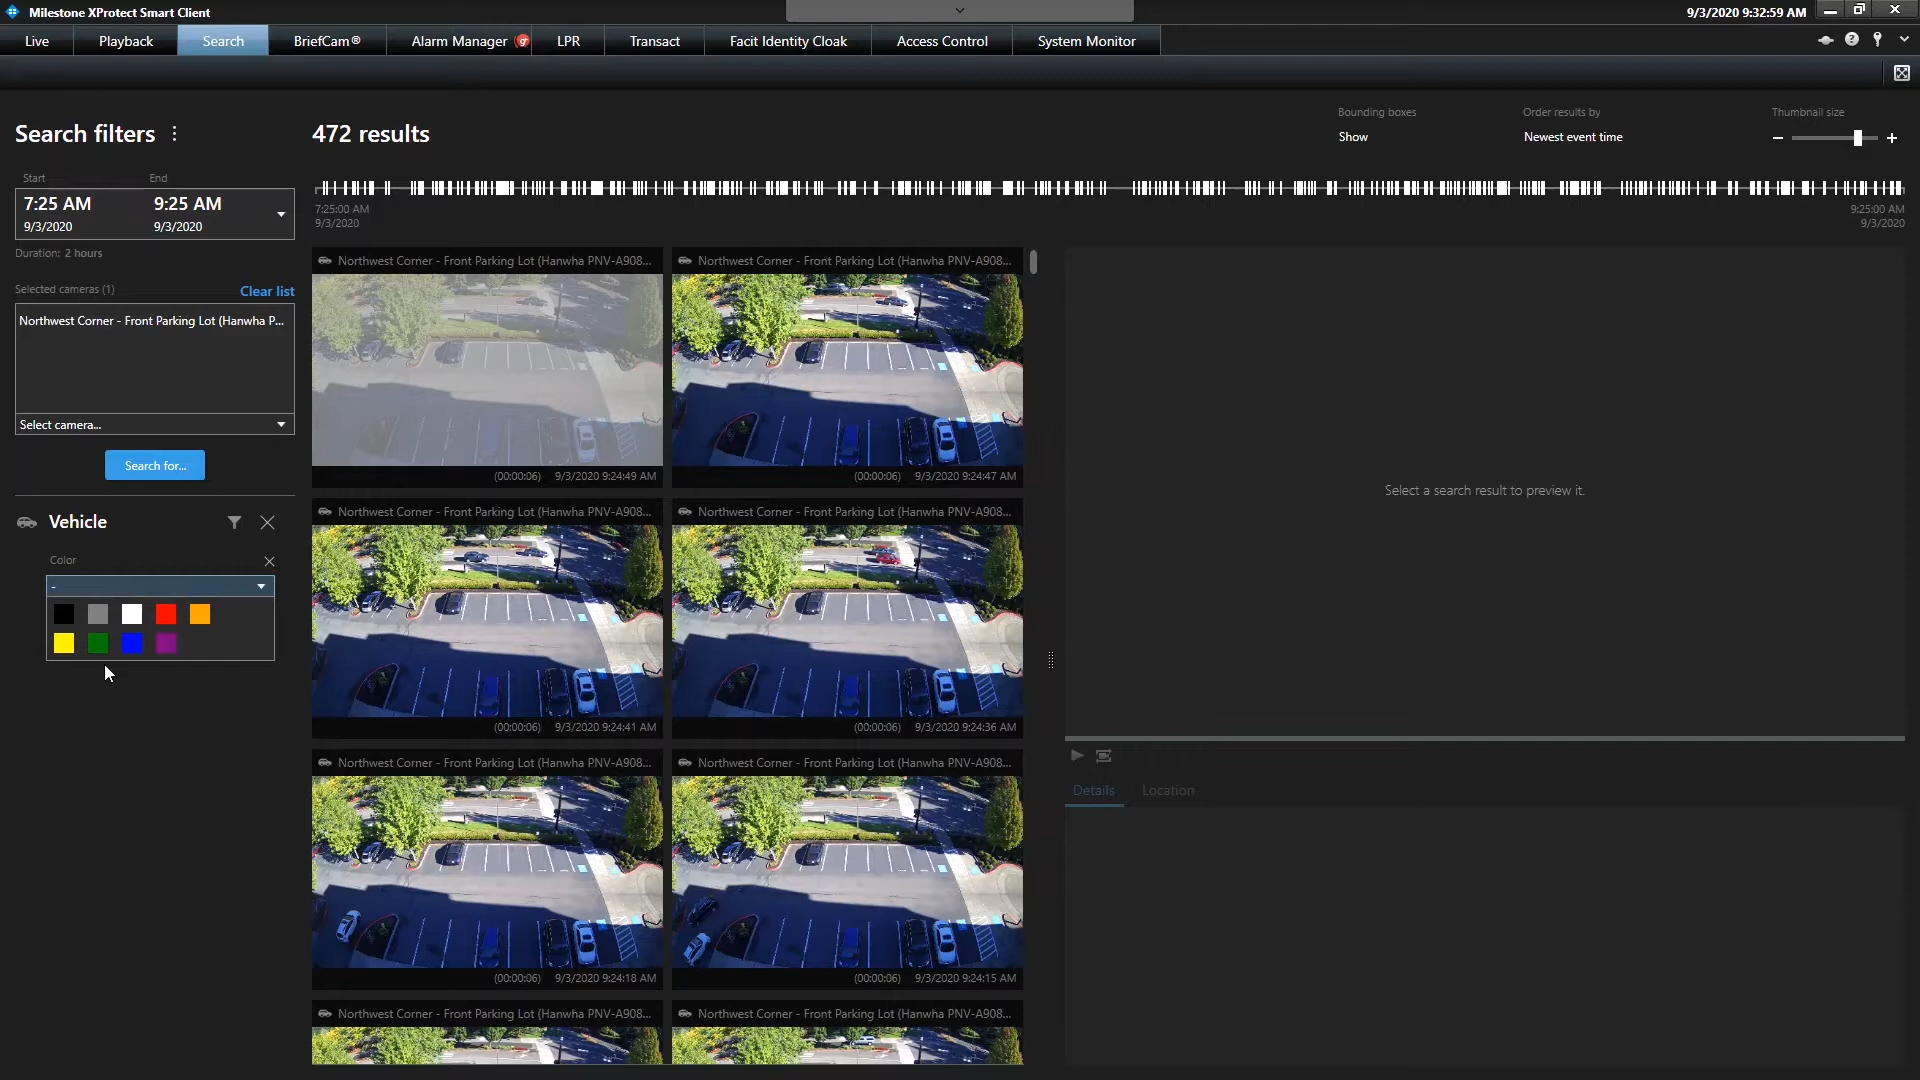 Milestone XProtect Smart Client
9/3/2020 9:32:59 AM
Live
Playback
Search
BriefCam®
Alarm Manager
LPR
Transact
Facit Identity Cloak
Access Control
System Monitor
Search filters
472 results
Bounding boxes
Show
Order results by
Newest event time
Thumbnail size
Start
End
7:25 AM
9:25 AM
9/3/2020
9/3/2020
Duration: 2 hours
7:25:00 AM
9/3/2020
9:25:00 AM
9/3/2020
Selected cameras (1)
Clear list
Northwest Corner - Front Parking Lot (Hanwha P...
Select camera...
Search for...
Vehicle
Color
-
Northwest Corner - Front Parking Lot (Hanwha PNV-A908...
(00:00:06) 9/3/2020 9:24:49 AM
Northwest Corner - Front Parking Lot (Hanwha PNV-A908...
(00:00:06) 9/3/2020 9:24:47 AM
Northwest Corner - Front Parking Lot (Hanwha PNV-A908...
(00:00:06) 9/3/2020 9:24:41 AM
Northwest Corner - Front Parking Lot (Hanwha PNV-A908...
(00:00:06) 9/3/2020 9:24:36 AM
Northwest Corner - Front Parking Lot (Hanwha PNV-A908...
(00:00:06) 9/3/2020 9:24:18 AM
Northwest Corner - Front Parking Lot (Hanwha PNV-A908...
(00:00:06) 9/3/2020 9:24:15 AM
Northwest Corner - Front Parking Lot (Hanwha PNV-A908...
Northwest Corner - Front Parking Lot (Hanwha PNV-A908...
Select a search result to preview it.
Details
Location